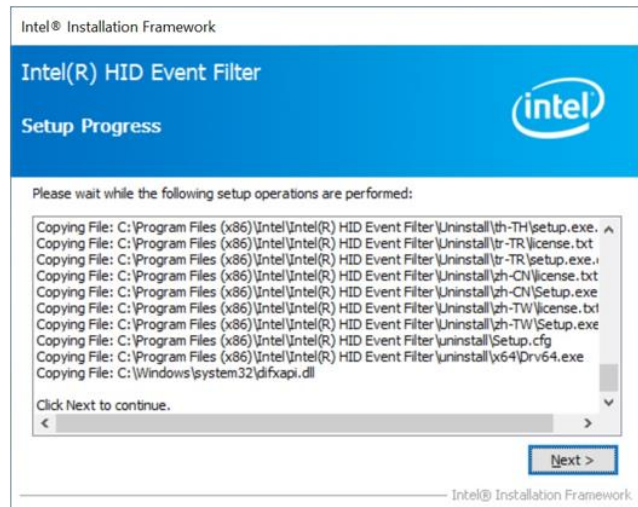 Intel® Installation Framework
Intel(R) HID Event Filter
Setup Progress
intel
Please wait while the following setup operations are performed:
Copying File: C:\Program Files (x86)\Intel\Intel(R) HID Event Filter\Uninstall\th-TH\setup.exe.
Copying File: C:\Program Files (x86)\Intel\Intel(R) HID Event Filter\Uninstall\tr-TR\license.txt
Copying File: C:\Program Files (x86)\Intel\Intel(R) HID Event Filter\Uninstall\tr-TR\setup.exe.
Copying File: C:\Program Files (x86)\Intel\Intel(R) HID Event Filter\Uninstall\zh-CN\license.txt
Copying File: C:\Program Files (x86)\Intel\Intel(R) HID Event Filter\Uninstall\zh-CN\Setup.exe
Copying File: C:\Program Files (x86)\Intel\Intel(R) HID Event Filter\Uninstall\zh-TW\license.txt
Copying File: C:\Program Files (x86)\Intel\Intel(R) HID Event Filter\Uninstall\zh-TW\Setup.exe
Copying File: C:\Program Files (x86)\Intel\Intel(R) HID Event Filter\uninstall\Setup.cfg
Copying File: C:\Program Files (x86)\Intel\Intel(R) HID Event Filter\uninstall\x64\Drv64.exe
Copying File: C:\Windows\system32\difxapi.dll
Click Next to continue.
Next >
Intel® Installation Framework